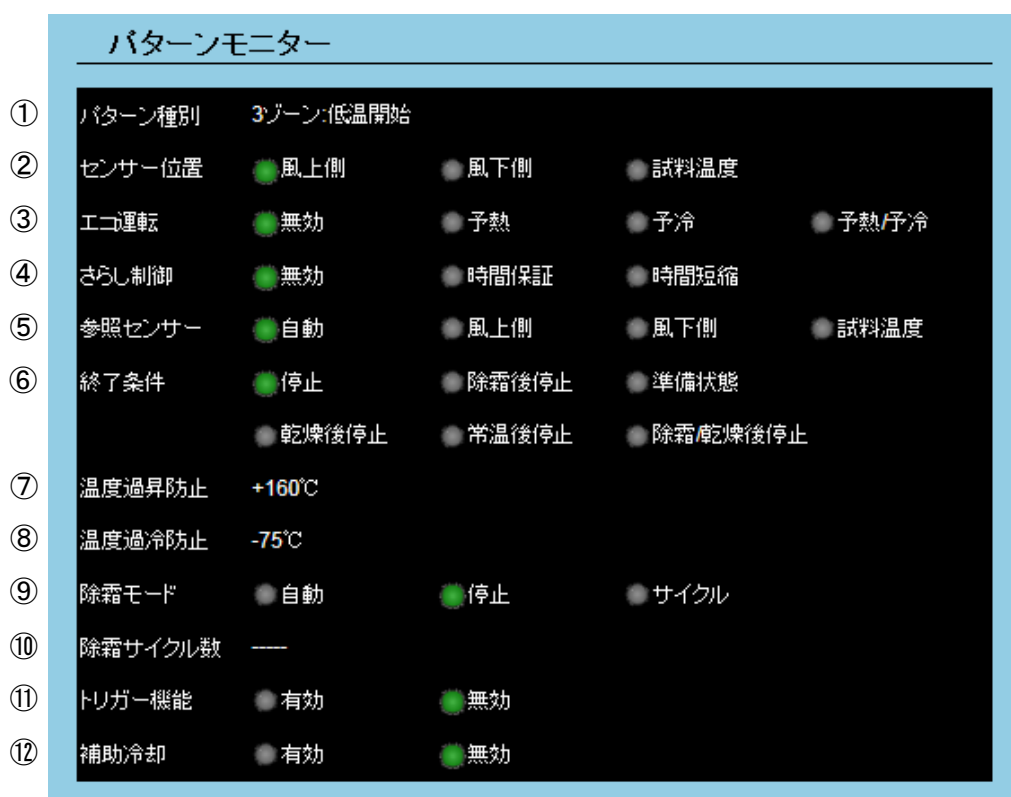 パターンモニター
① パターン種別 3ゾーン:低温開始
② センサー位置 風上側 風下側 試料温度
③ エコ運転 無効 予熱 予冷 予熱/予冷
④ さらし制御 無効 時間保証 時間短縮
⑤ 参照センサー 自動 風上側 風下側 試料温度
⑥ 終了条件 停止 除霜後停止 準備状態
乾燥後停止 常温後停止 除霜/乾燥後停止
⑦ 温度過昇防止 +160℃
⑧ 温度過冷防止 -75℃
⑨ 除霜モード 自動 停止 サイクル
⑩ 除霜サイクル数 -----
⑪ トリガー機能 有効 無効
⑫ 補助冷却 有効 無効